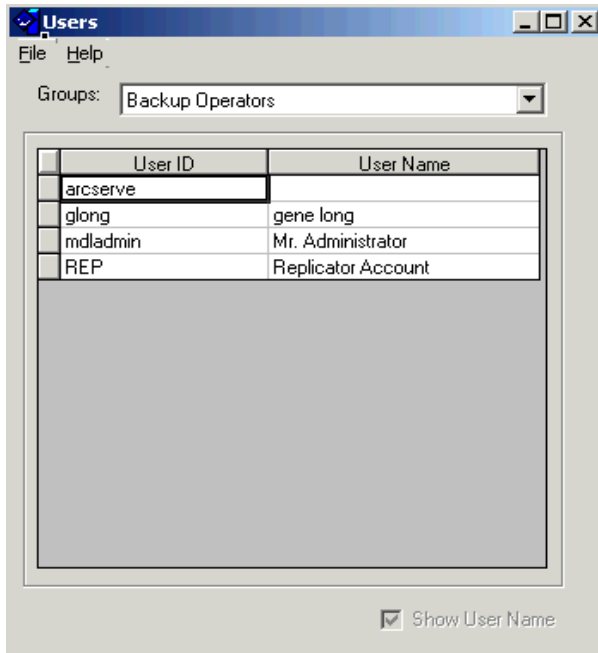 Users
File Help
Groups: Backup Operators
User ID User Name
arcserve
glong gene long
mdladmin Mr. Administrator
REP Replicator Account
Show User Name